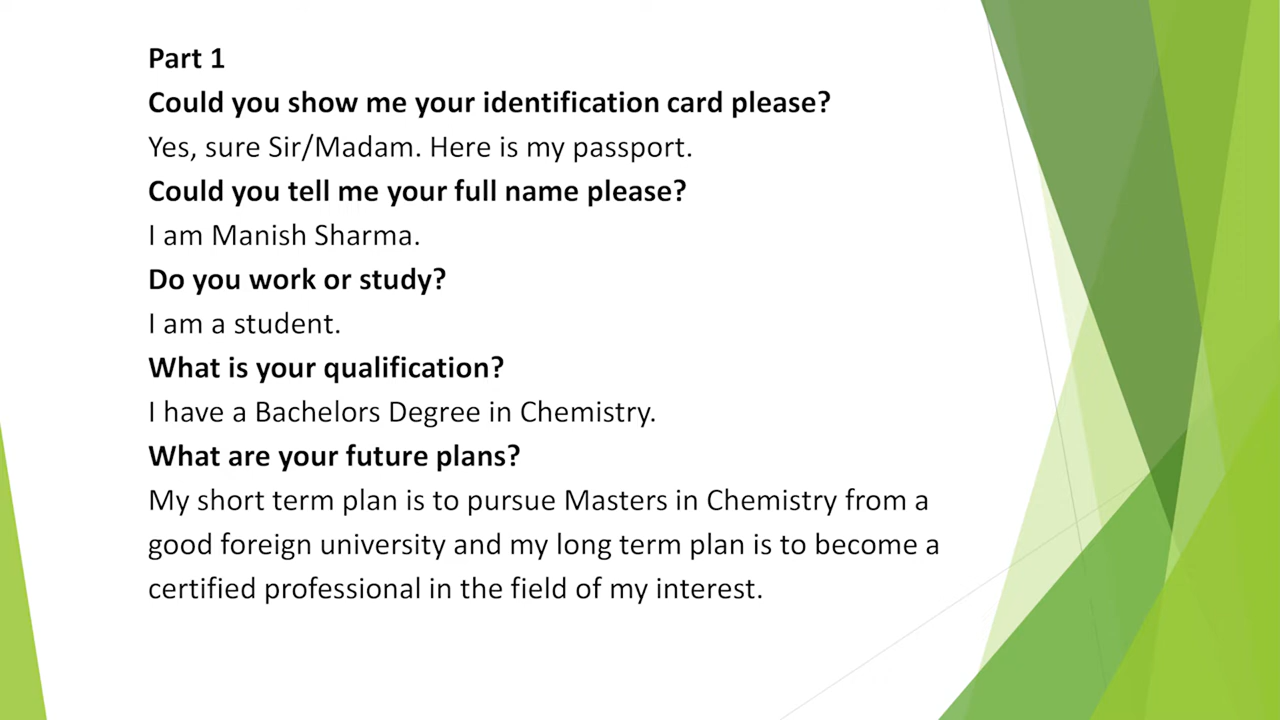 Part 1
Could you show me your identification card please?
Yes, sure Sir/Madam. Here is my passport.
Could you tell me your full name please?
I am Manish Sharma.
Do you work or study?
I am a student.
What is your qualification?
I have a Bachelors Degree in Chemistry.
What are your future plans?
My short term plan is to pursue Masters in Chemistry from a
good foreign university and my long term plan is to become a
certified professional in the field of my interest.